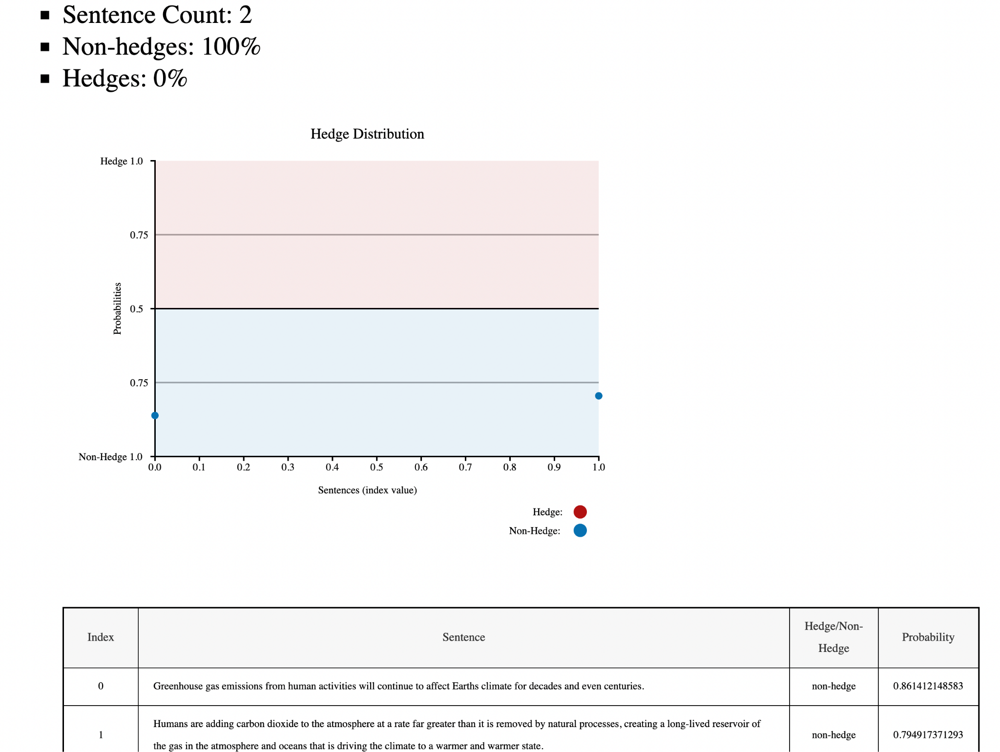 Sentence Count: 2
Non-hedges: 100%
Hedges: 0%
Hedge Distribution
Hedge 1.0
0.75
Probabilities
0.5
0.75
Non-Hedge 1.0
0.0 0.1 0.2 0.3 0.4 0.5 0.6 0.7 0.8 0.9 1.0
Sentences (index value)
Hedge:
Non-Hedge:
Index Sentence Hedge/Non-Hedge Probability
0 Greenhouse gas emissions from human activities will continue to affect Earths climate for decades and even centuries. non-hedge 0.861412148583
1 Humans are adding carbon dioxide to the atmosphere at a rate far greater than it is removed by natural processes, creating a long-lived reservoir of
the gas in the atmosphere and oceans that is driving the climate to a warmer and warmer state. non-hedge 0.794917371293